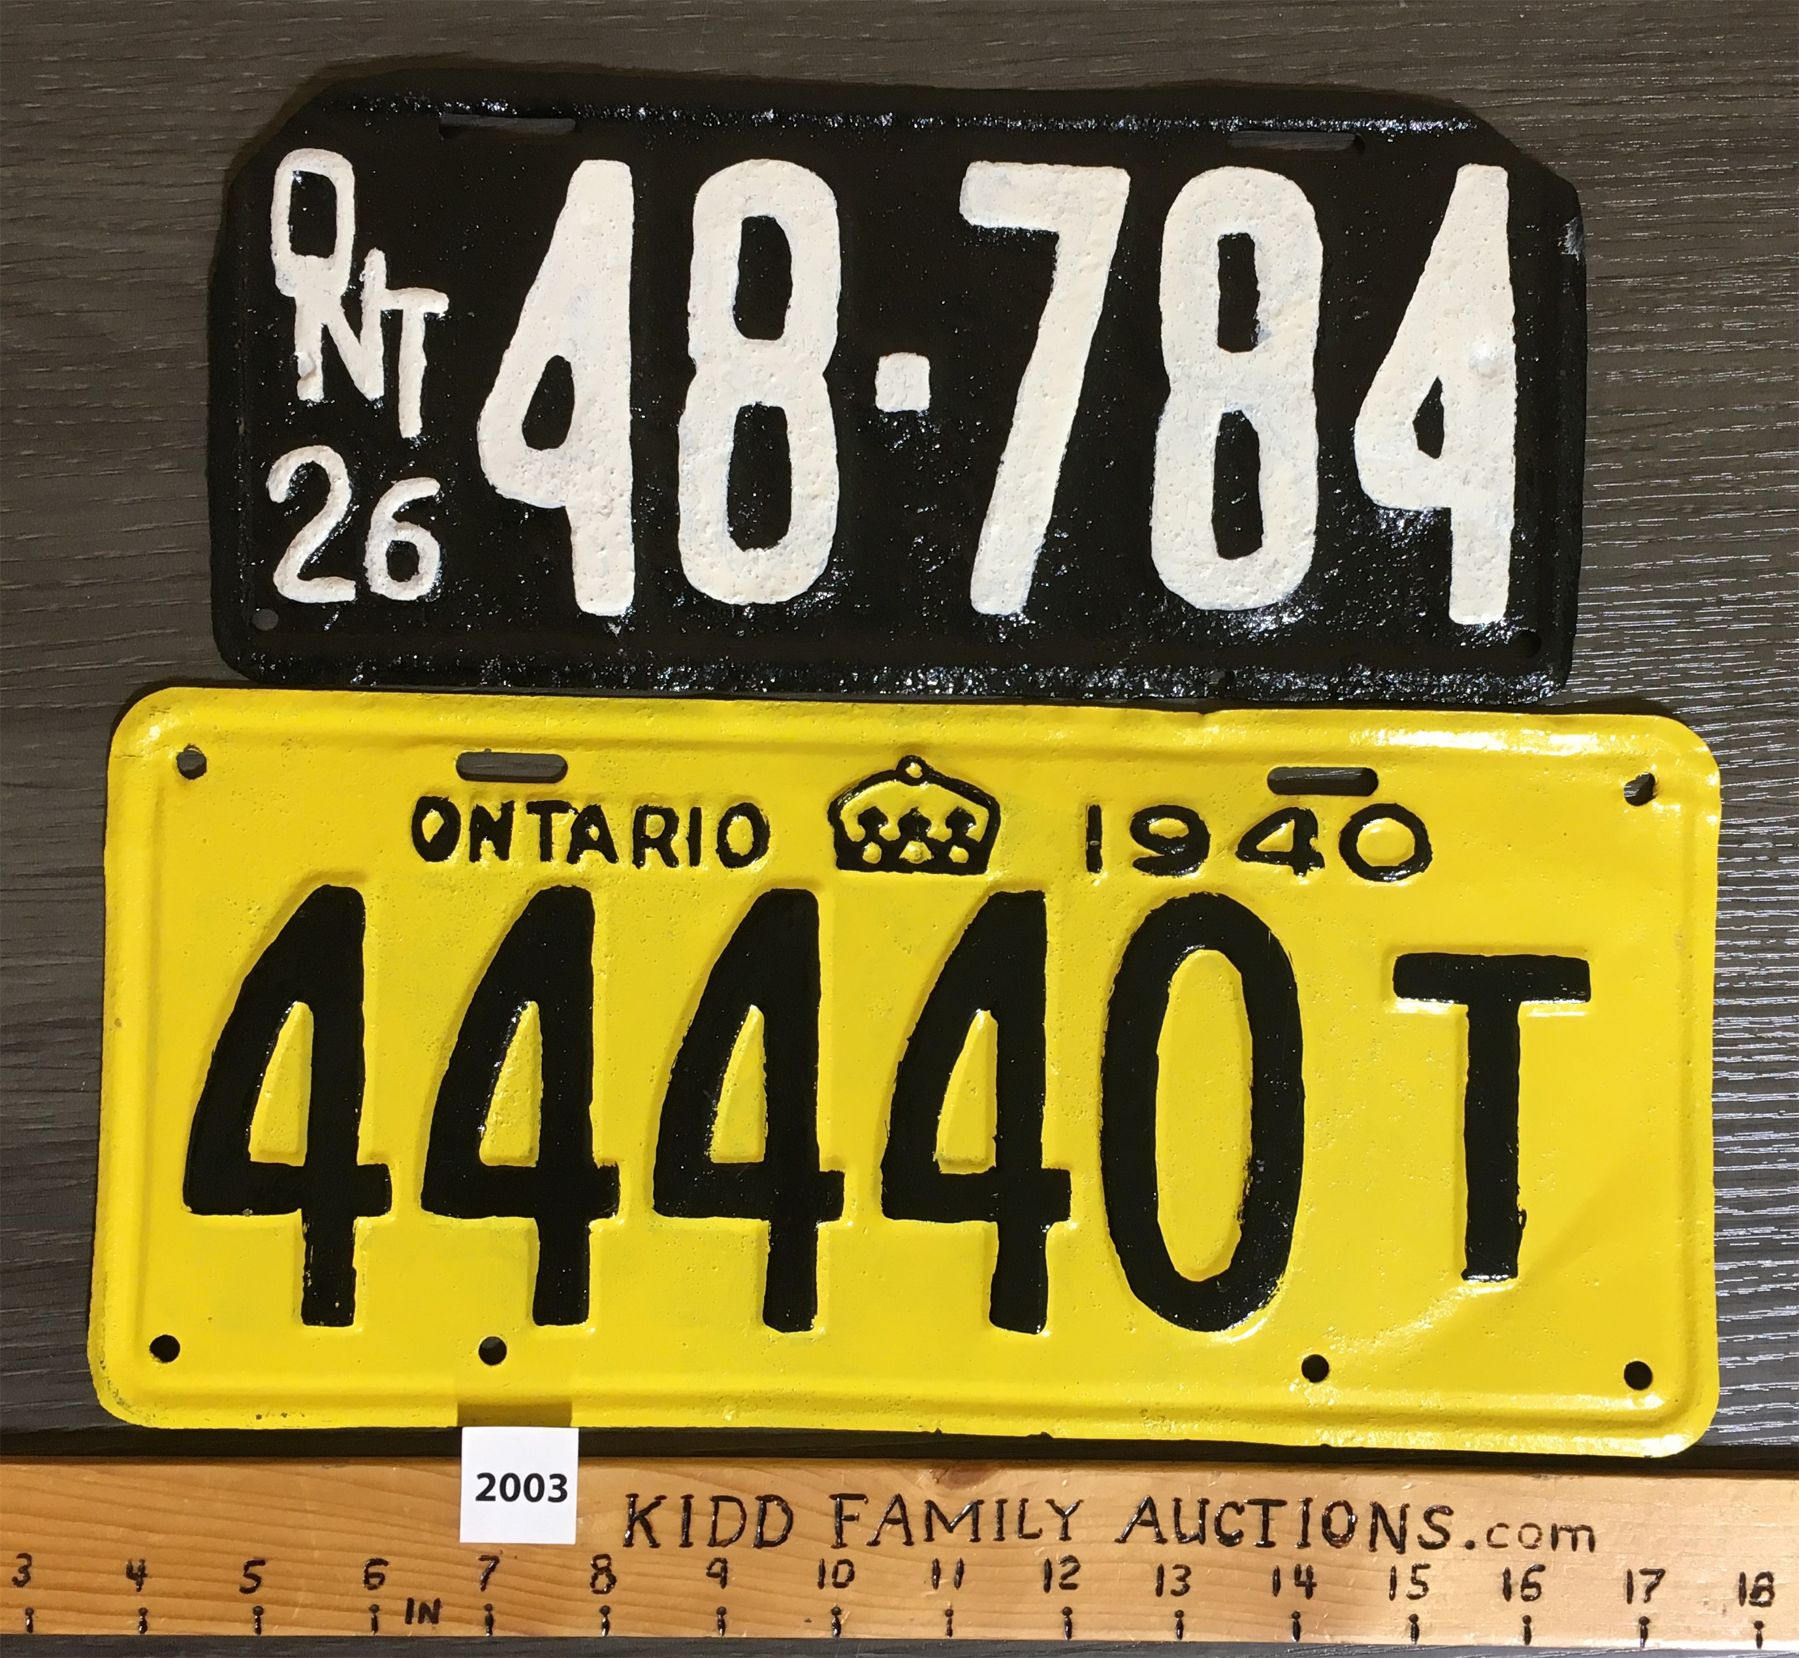 ONT
26
48·784
ONTARIO 1940
44440 T
2003
KIDD FAMILY AUCTIONS.com
3 4 5 6 IN 7 8 9 10 11 12 13 14 15 16 17 18